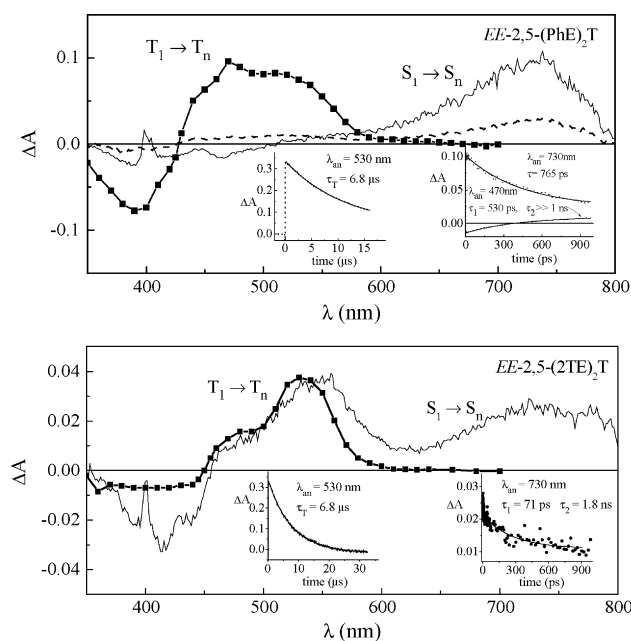 EE-2,5-(PhE)₂T
T₁ → Tₙ
S₁ → Sₙ
0.1
0.0
-0.1
ΔA
λan = 530 nm
τT = 6.8 µs
0.3
0.2
0.1
0.0
ΔA
0 5 10 15
time (µs)
λan = 730nm
τ= 765 ps
λan = 470nm
τ₁ = 530 ps, τ₂ >> 1 ns
0.10
0.05
0.00
ΔA
0 300 600 900
time (ps)
400 500 600 700 800
λ (nm)
EE-2,5-(2TE)₂T
T₁ → Tₙ
S₁ → Sₙ
0.04
0.02
0.00
-0.02
-0.04
ΔA
λan = 530 nm
τT = 6.8 µs
0.3
0.2
0.1
0.0
ΔA
0 10 20 30
time (µs)
λan = 730 nm
τ₁ = 71 ps τ₂ = 1.8 ns
0.03
0.02
0.01
ΔA
0 300 600 900
time (ps)
400 500 600 700 800
λ (nm)